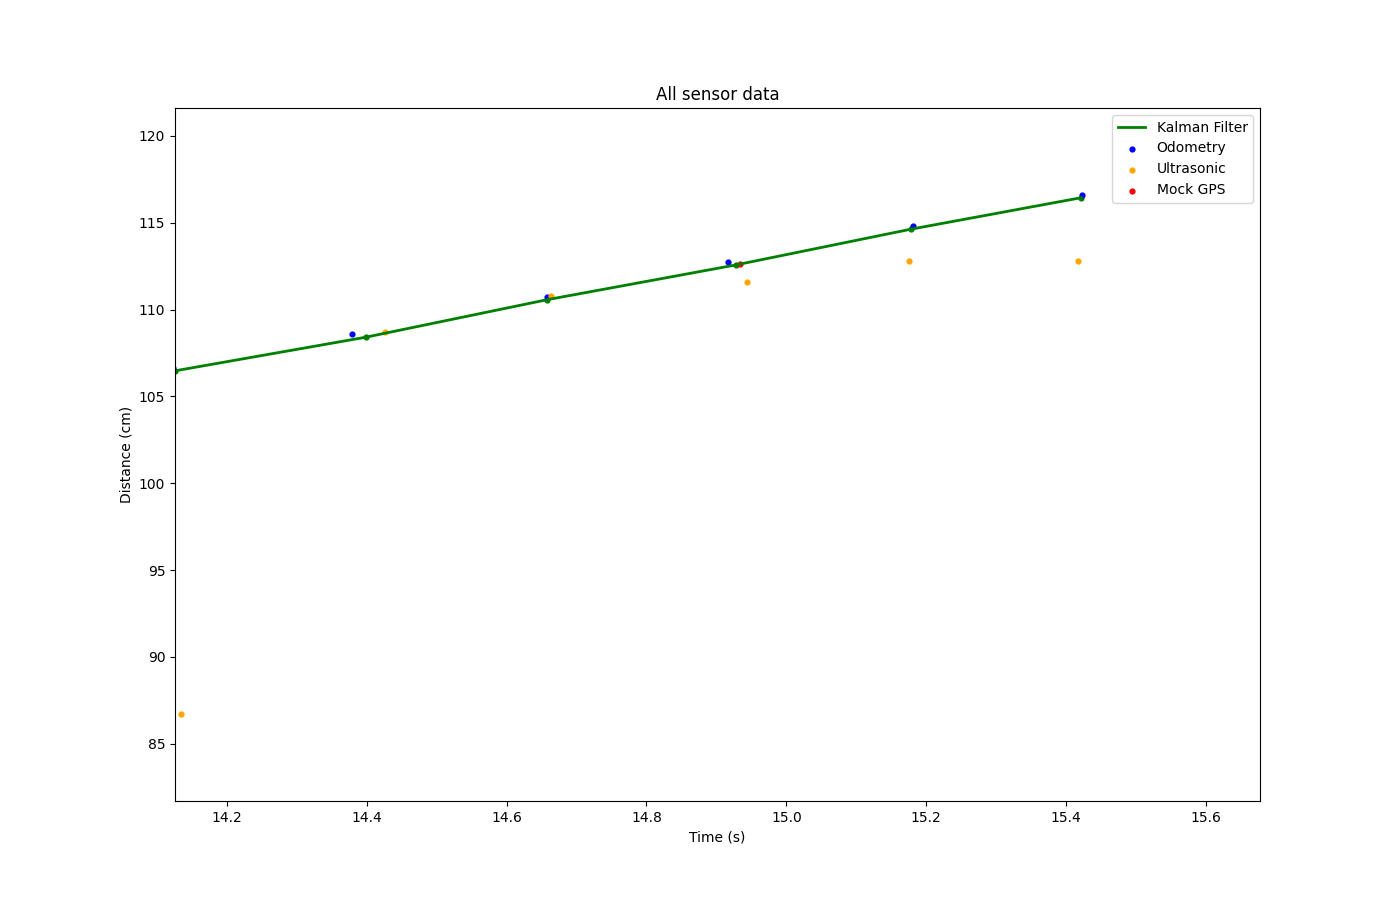 All sensor data
Kalman Filter
Odometry
Ultrasonic
Mock GPS
120
115
110
105
100
95
90
85
Distance (cm)
14.2 14.4 14.6 14.8 15.0 15.2 15.4 15.6
Time (s)